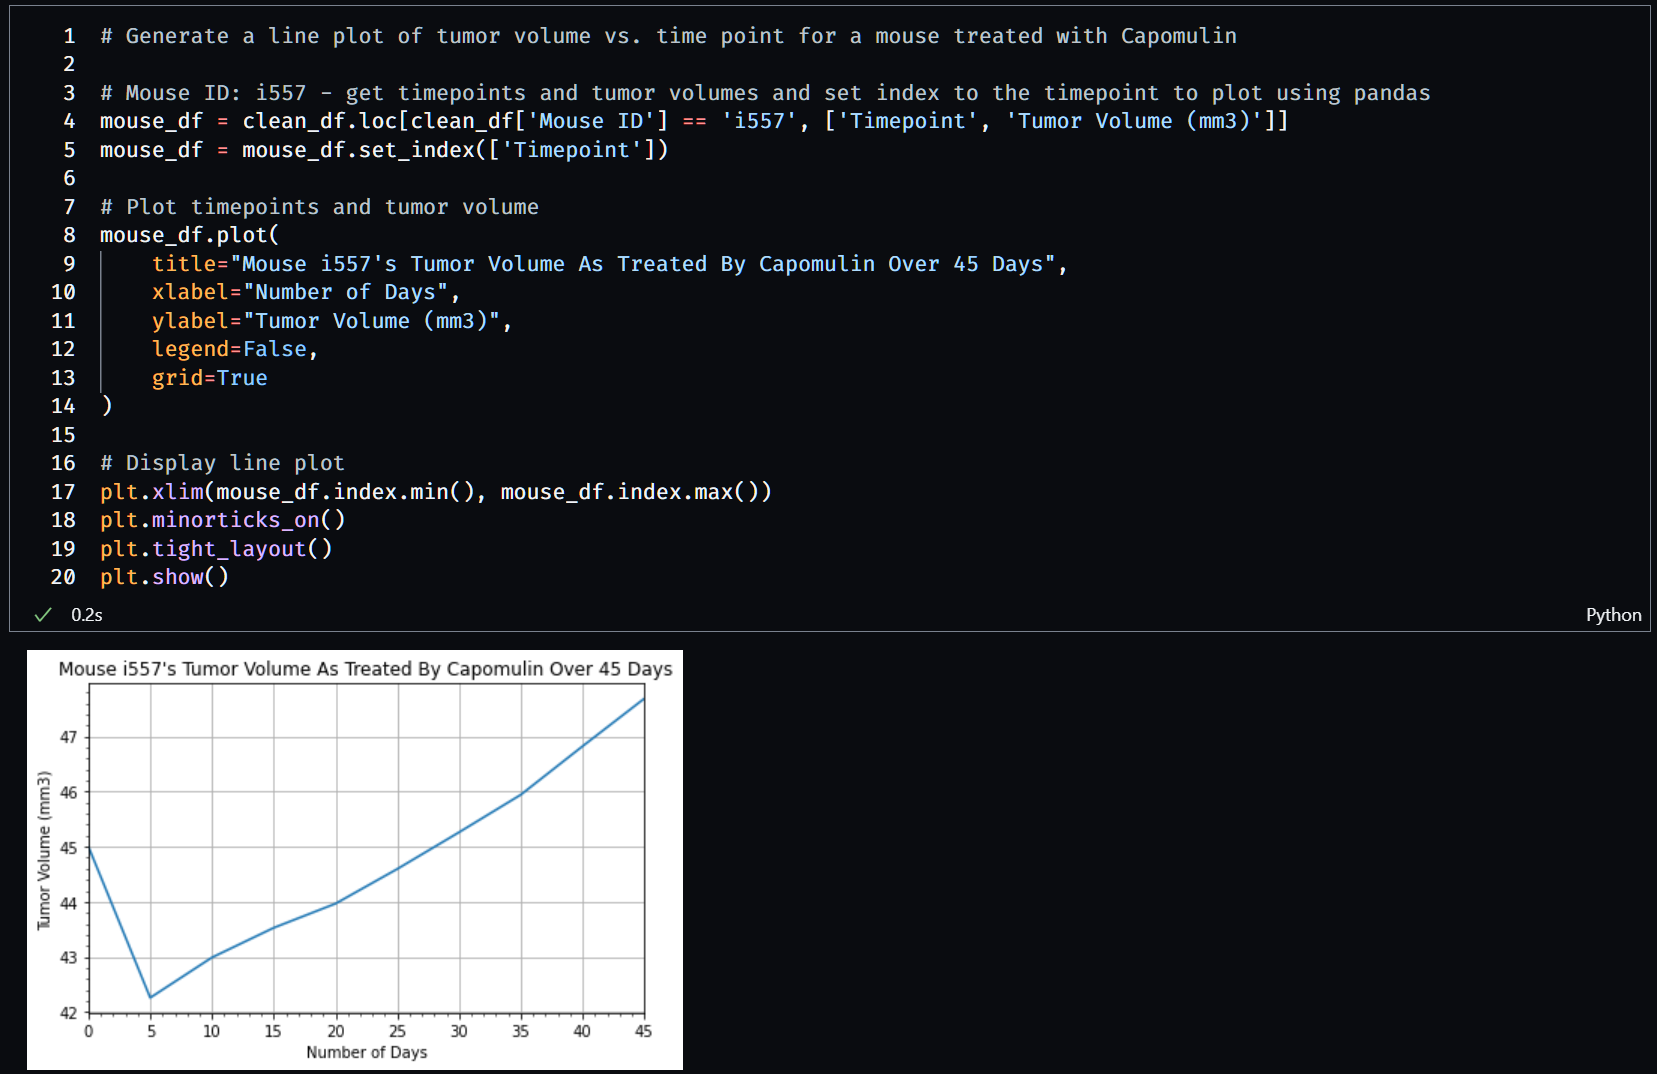 1 # Generate a line plot of tumor volume vs. time point for a mouse treated with Capomulin
2
3 # Mouse ID: i557 - get timepoints and tumor volumes and set index to the timepoint to plot using pandas
4 mouse_df = clean_df.loc[clean_df['Mouse ID'] == 'i557', ['Timepoint', 'Tumor Volume (mm3)']]
5 mouse_df = mouse_df.set_index(['Timepoint'])
6
7 # Plot timepoints and tumor volume
8 mouse_df.plot(
9     title="Mouse i557's Tumor Volume As Treated By Capomulin Over 45 Days",
10     xlabel="Number of Days",
11     ylabel="Tumor Volume (mm3)",
12     legend=False,
13     grid=True
14 )
15
16 # Display line plot
17 plt.xlim(mouse_df.index.min(), mouse_df.index.max())
18 plt.minorticks_on()
19 plt.tight_layout()
20 plt.show()
✓ 0.2s Python
Mouse i557's Tumor Volume As Treated By Capomulin Over 45 Days
Tumor Volume (mm3)
47
46
45
44
43
42
0 5 10 15 20 25 30 35 40 45
Number of Days